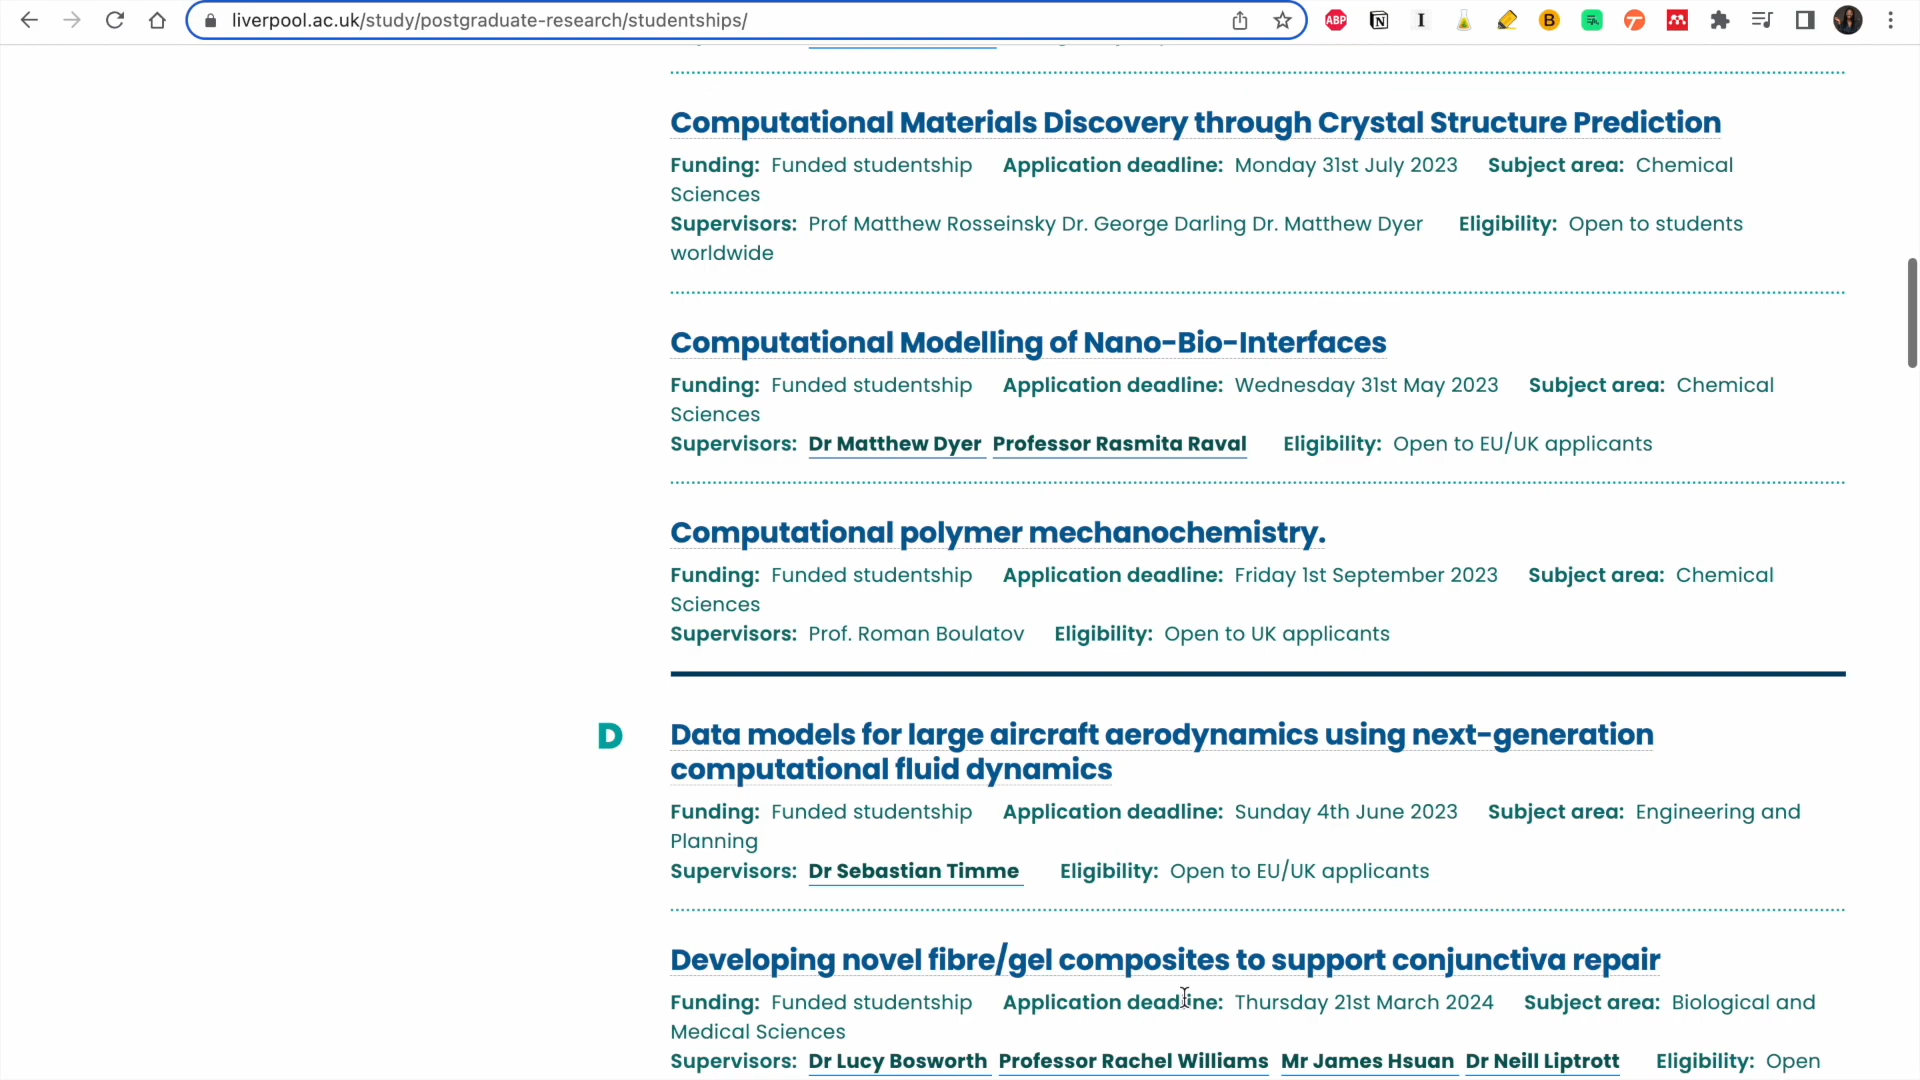 liverpool.ac.uk/study/postgraduate-research/studentships/
ABP
N
I
B
Computational Materials Discovery through Crystal Structure Prediction
Funding: Funded studentship Application deadline: Monday 31st July 2023 Subject area: Chemical
Sciences
Supervisors: Prof Matthew Rosseinsky Dr. George Darling Dr. Matthew Dyer Eligibility: Open to students
worldwide
Computational Modelling of Nano-Bio-Interfaces
Funding: Funded studentship Application deadline: Wednesday 31st May 2023 Subject area: Chemical
Sciences
Supervisors: Dr Matthew Dyer Professor Rasmita Raval Eligibility: Open to EU/UK applicants
Computational polymer mechanochemistry.
Funding: Funded studentship Application deadline: Friday 1st September 2023 Subject area: Chemical
Sciences
Supervisors: Prof. Roman Boulatov Eligibility: Open to UK applicants
D
Data models for large aircraft aerodynamics using next-generation
computational fluid dynamics
Funding: Funded studentship Application deadline: Sunday 4th June 2023 Subject area: Engineering and
Planning
Supervisors: Dr Sebastian Timme Eligibility: Open to EU/UK applicants
Developing novel fibre/gel composites to support conjunctiva repair
Funding: Funded studentship Application deadline: Thursday 21st March 2024 Subject area: Biological and
Medical Sciences
Supervisors: Dr Lucy Bosworth Professor Rachel Williams Mr James Hsuan Dr Neill Liptrott Eligibility: Open